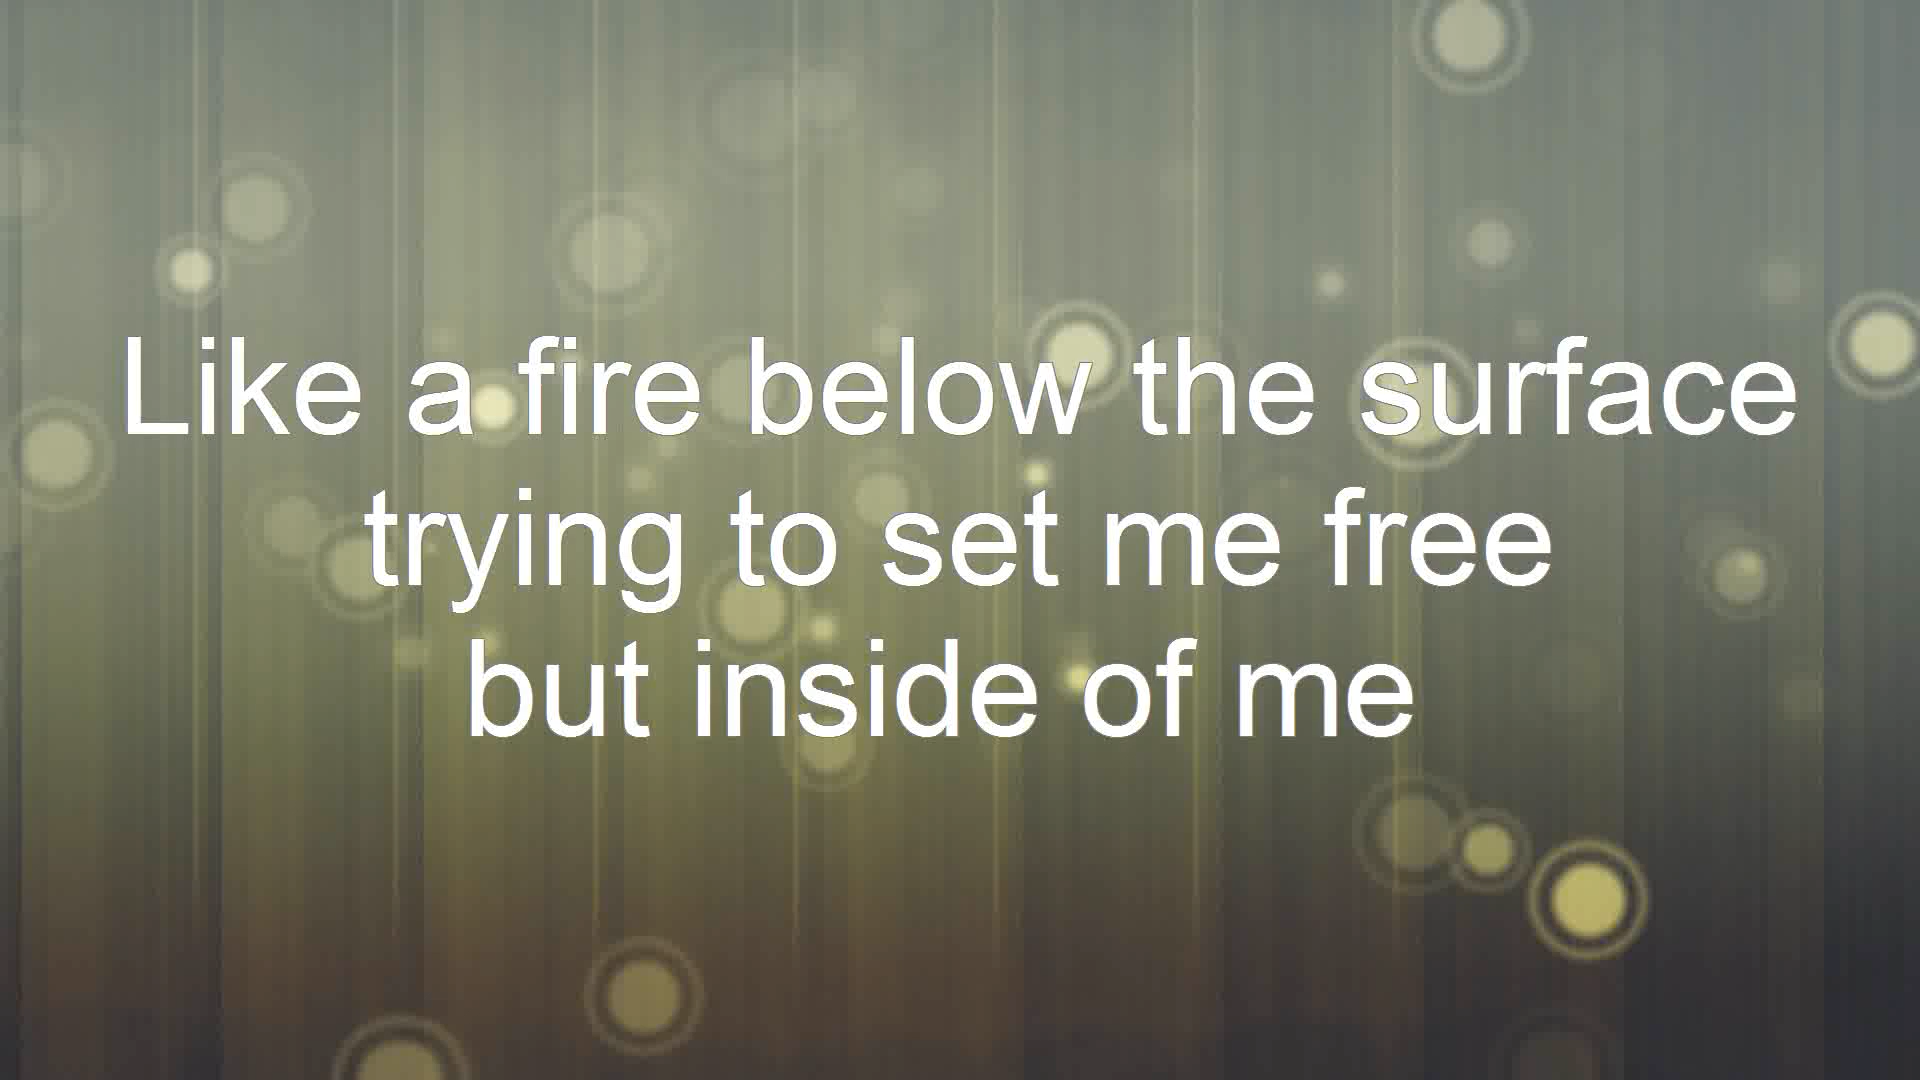 Like a fire below the surface
trying to set me free
but inside of me